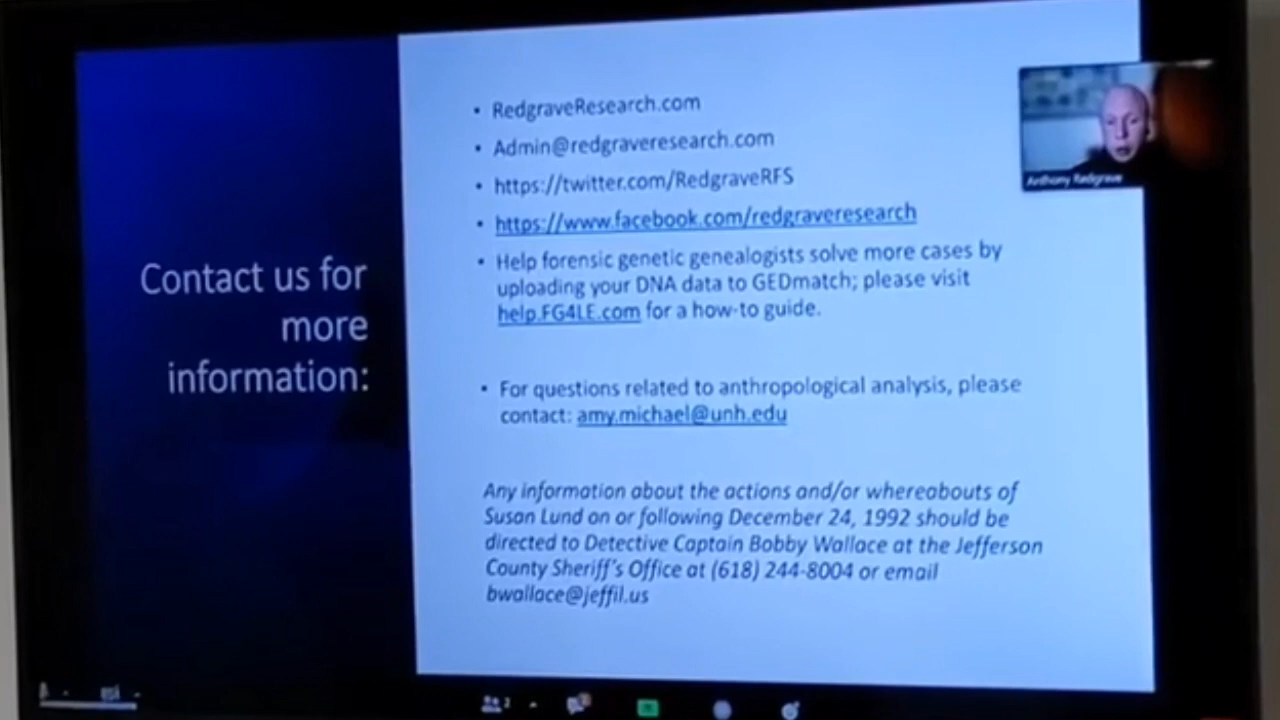 Contact us for
more
information:
• RedgraveResearch.com
• Admin@redgraveresearch.com
• https://twitter.com/RedgraveRFS
• https://www.facebook.com/redgraveresearch
• Help forensic genetic genealogists solve more cases by
uploading your DNA data to GEDmatch; please visit
help.FG4LE.com for a how-to guide.
• For questions related to anthropological analysis, please
contact: amy.michael@unh.edu
Any information about the actions and/or whereabouts of
Susan Lund on or following December 24, 1992 should be
directed to Detective Captain Bobby Wallace at the Jefferson
County Sheriff's Office at (618) 244-8004 or email
bwallace@jeffil.us
Anthony Redgrave
2